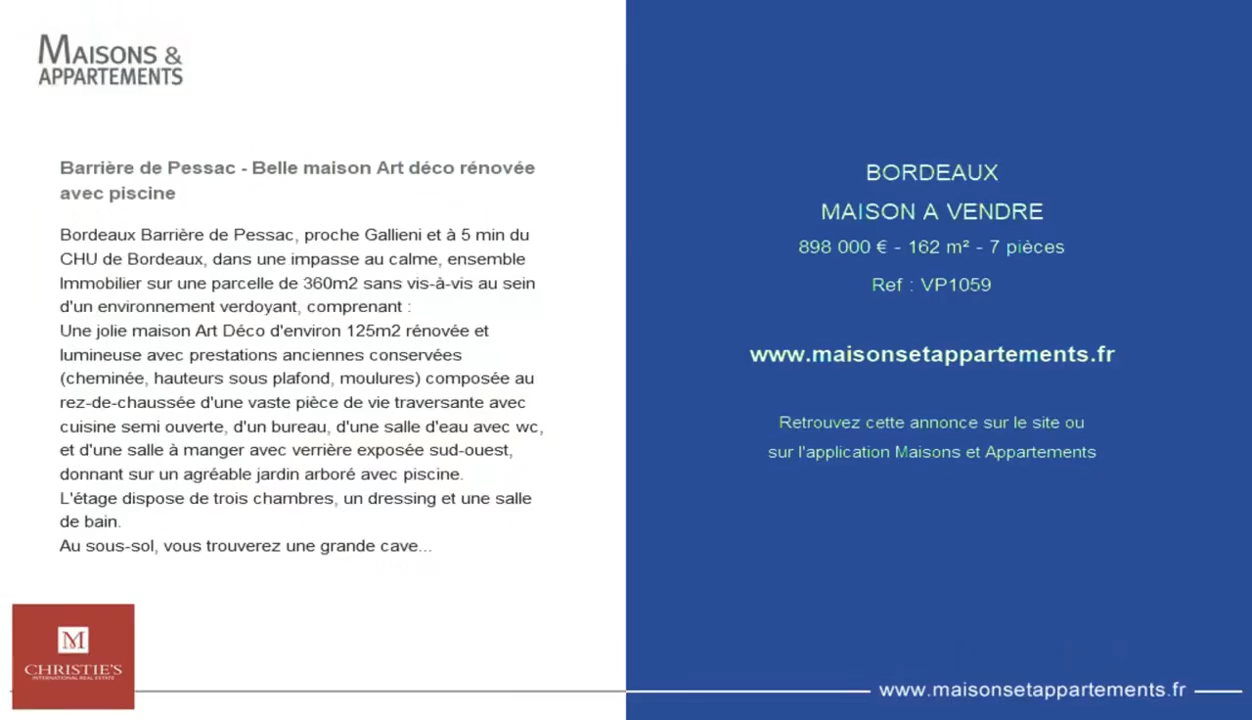 MAISONS &
APPARTEMENTS
Barrière de Pessac - Belle maison Art déco rénovée
avec piscine
Bordeaux Barrière de Pessac, proche Gallieni et à 5 min du
CHU de Bordeaux, dans une impasse au calme, ensemble
Immobilier sur une parcelle de 360m2 sans vis-à-vis au sein
d'un environnement verdoyant, comprenant :
Une jolie maison Art Déco d'environ 125m2 rénovée et
lumineuse avec prestations anciennes conservées
(cheminée, hauteurs sous plafond, moulures) composée au
rez-de-chaussée d'une vaste pièce de vie traversante avec
cuisine semi ouverte, d'un bureau, d'une salle d'eau avec wc,
et d'une salle à manger avec verrière exposée sud-ouest,
donnant sur un agréable jardin arboré avec piscine.
L'étage dispose de trois chambres, un dressing et une salle
de bain.
Au sous-sol, vous trouverez une grande cave...
M
CHRISTIE'S
INTERNATIONAL REAL ESTATE
BORDEAUX
MAISON A VENDRE
898 000 € - 162 m² - 7 pièces
Ref : VP1059
www.maisonsetappartements.fr
Retrouvez cette annonce sur le site ou
sur l'application Maisons et Appartements
www.maisonsetappartements.fr